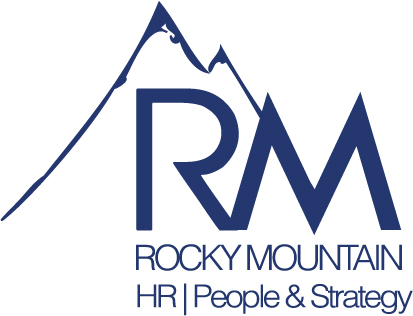 RM
ROCKY MOUNTAIN
HR | People & Strategy